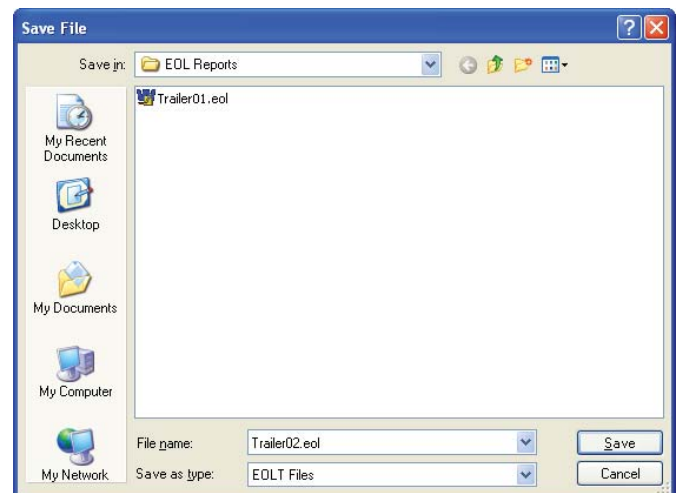 Save File
Save in:
EOL Reports
Trailer01.eol
My Recent
Documents
Desktop
My Documents
My Computer
My Network
File name:
Trailer02.eol
Save
Save as type:
EOLT Files
Cancel